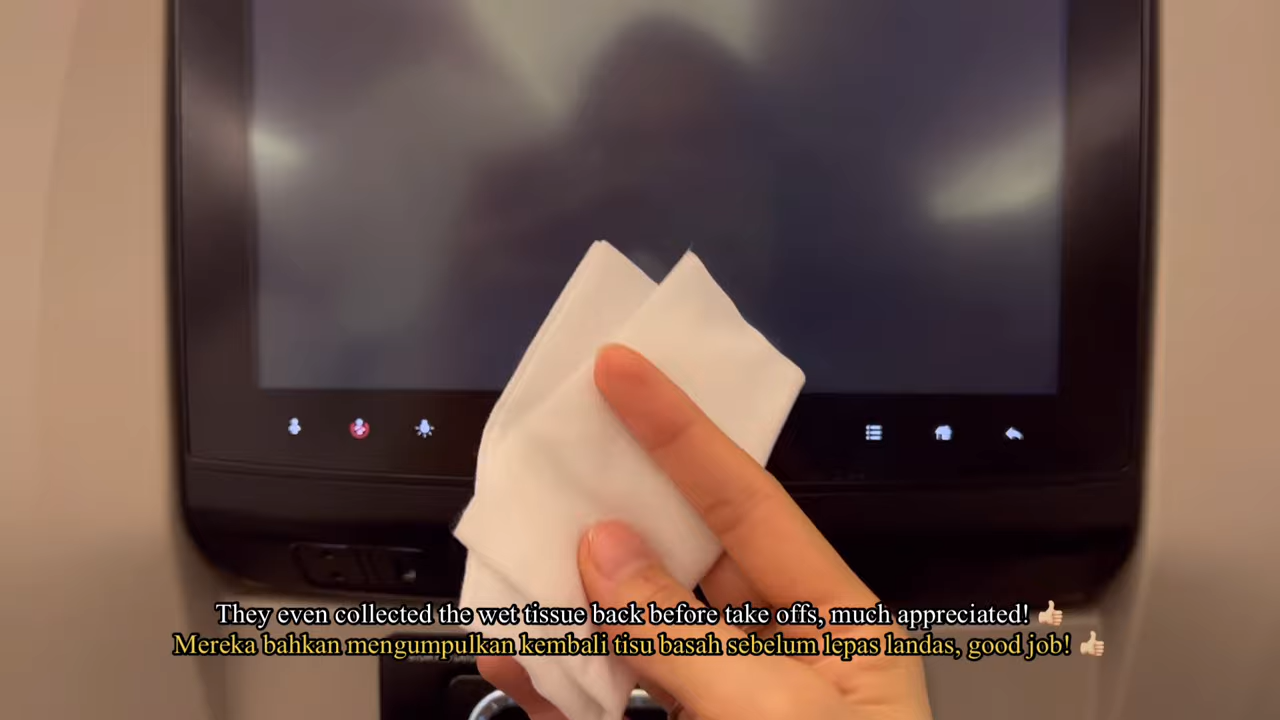 They even collected the wet tissue back before take offs, much appreciated! 👍🏻
Mereka bahkan mengumpulkan kembali tisu basah sebelum lepas landas, good job! 👍🏻